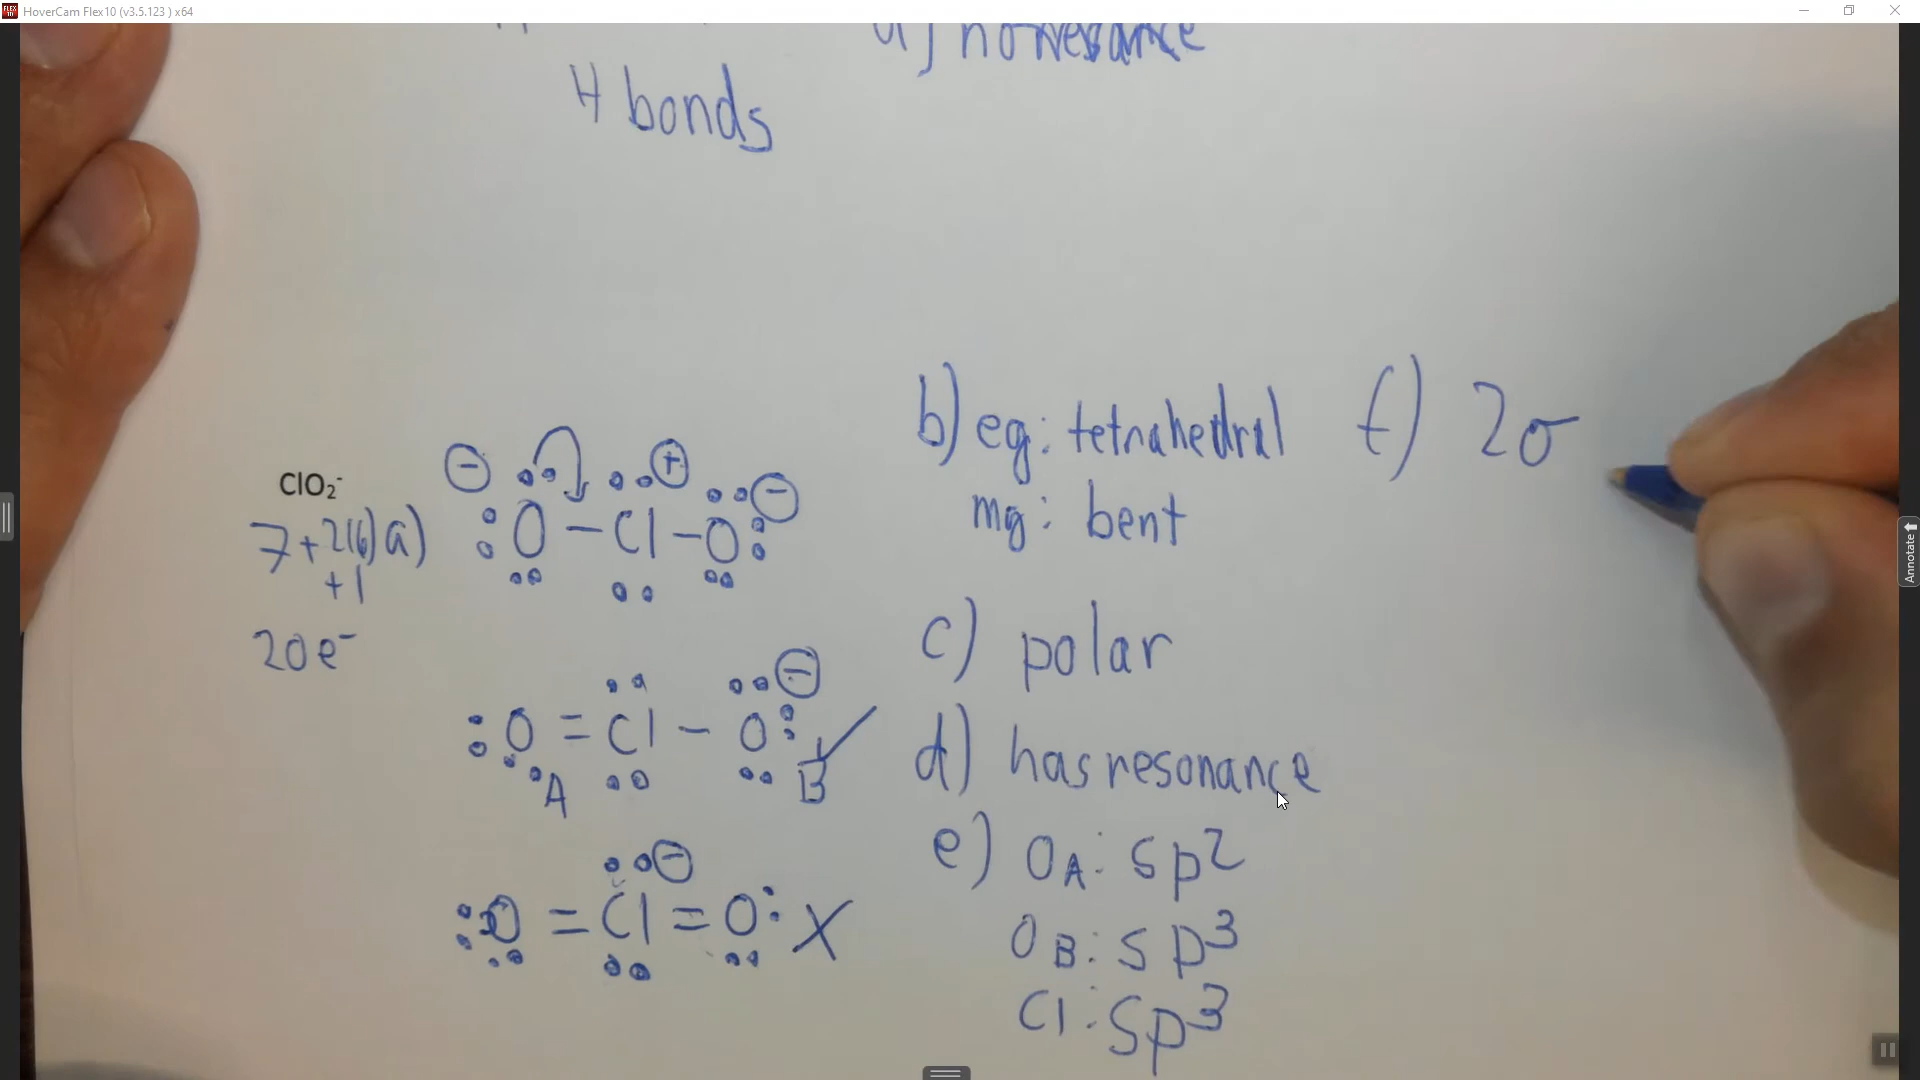 HoverCam Flex10 (v3.5.123) x64
d) no resonance
4 bonds
b) eg: tetrahedral f) 2σ
mg: bent
ClO2-
7+2(6) a)
+1
20e-
O - Cl - O
c) polar
O = Cl - O
A B
d) has resonance
O = Cl = O X
e) OA: sp2
OB: sp3
Cl: sp3
Annotate